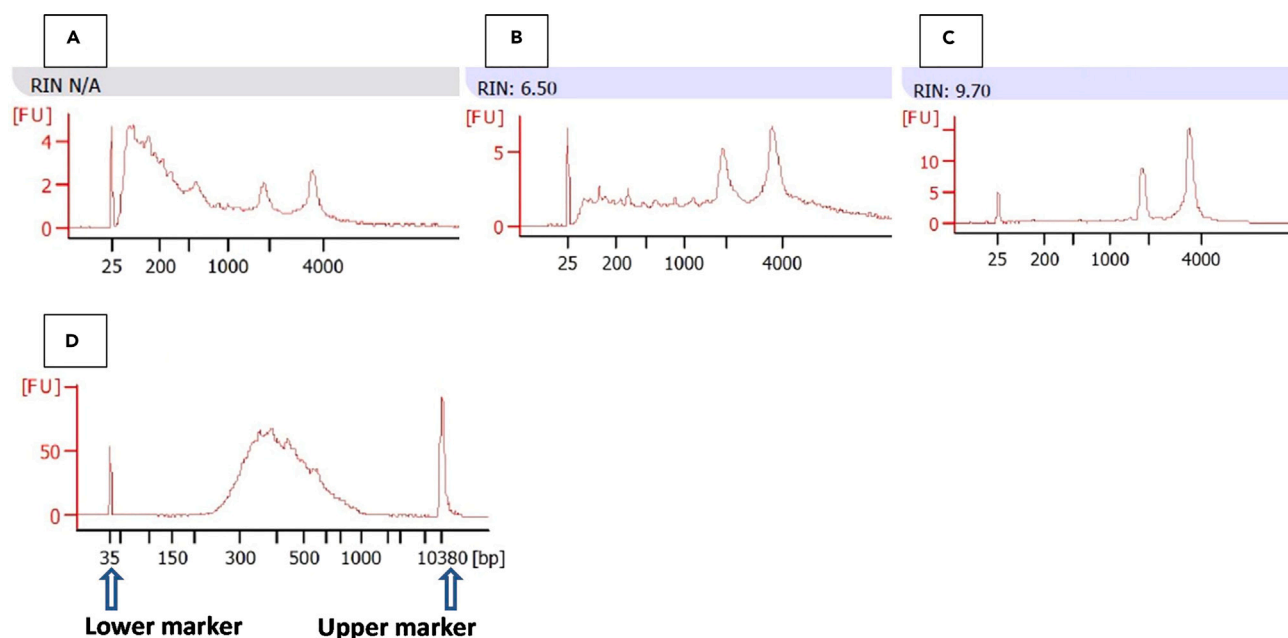 A
B
C
RIN N/A
RIN: 6.50
RIN: 9.70
[FU]
4
2
0
25 200 1000 4000
[FU]
5
0
25 200 1000 4000
[FU]
10
5
0
25 200 1000 4000
D
[FU]
50
0
35 150 300 500 1000 10380 [bp]
Lower marker Upper marker